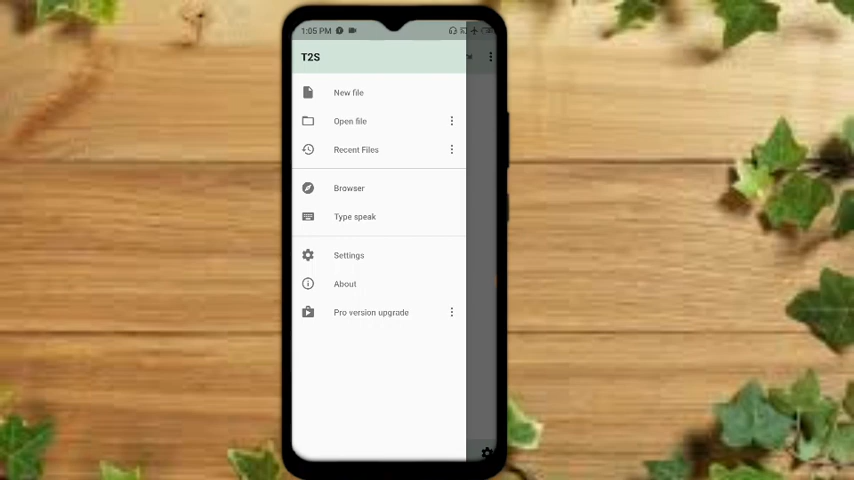 1:05 PM
T2S
New file
Open file
Recent Files
Browser
Type speak
Settings
About
Pro version upgrade